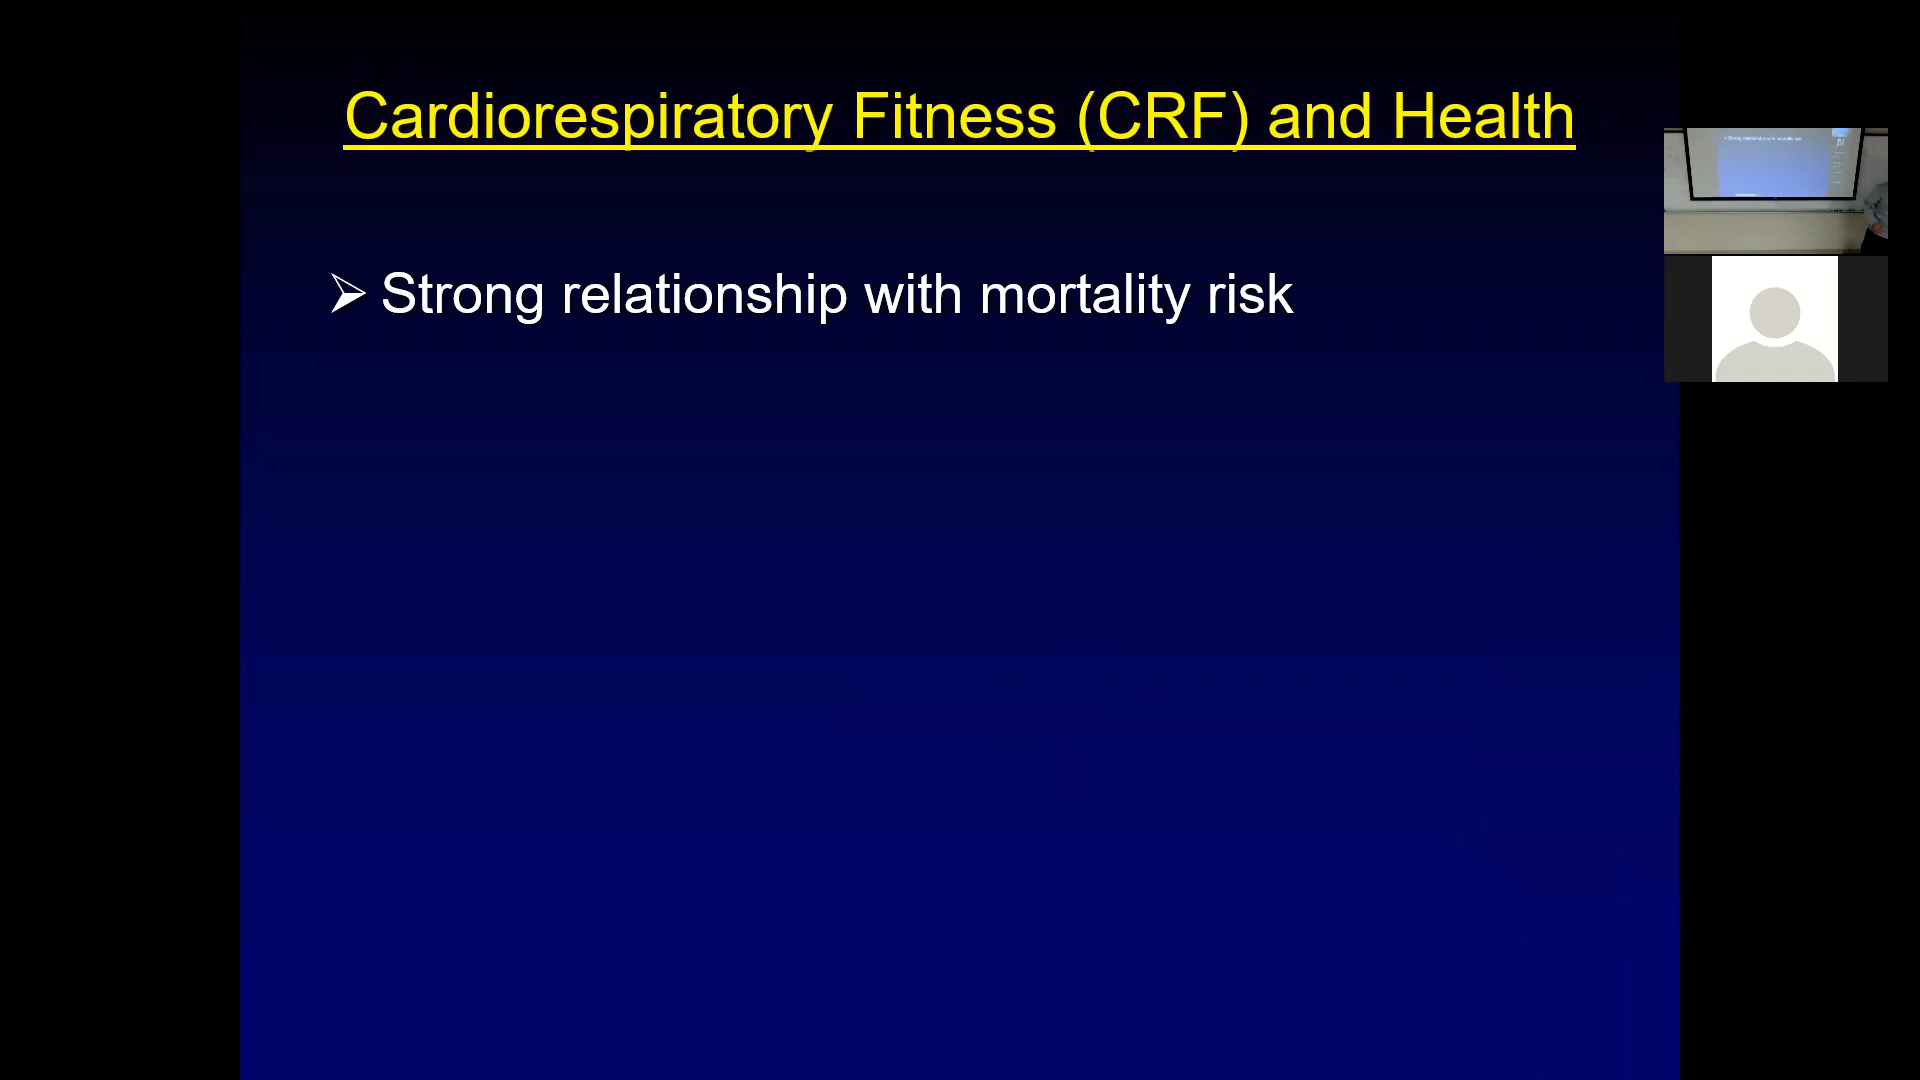 Cardiorespiratory Fitness (CRF) and Health
➢ Strong relationship with mortality risk